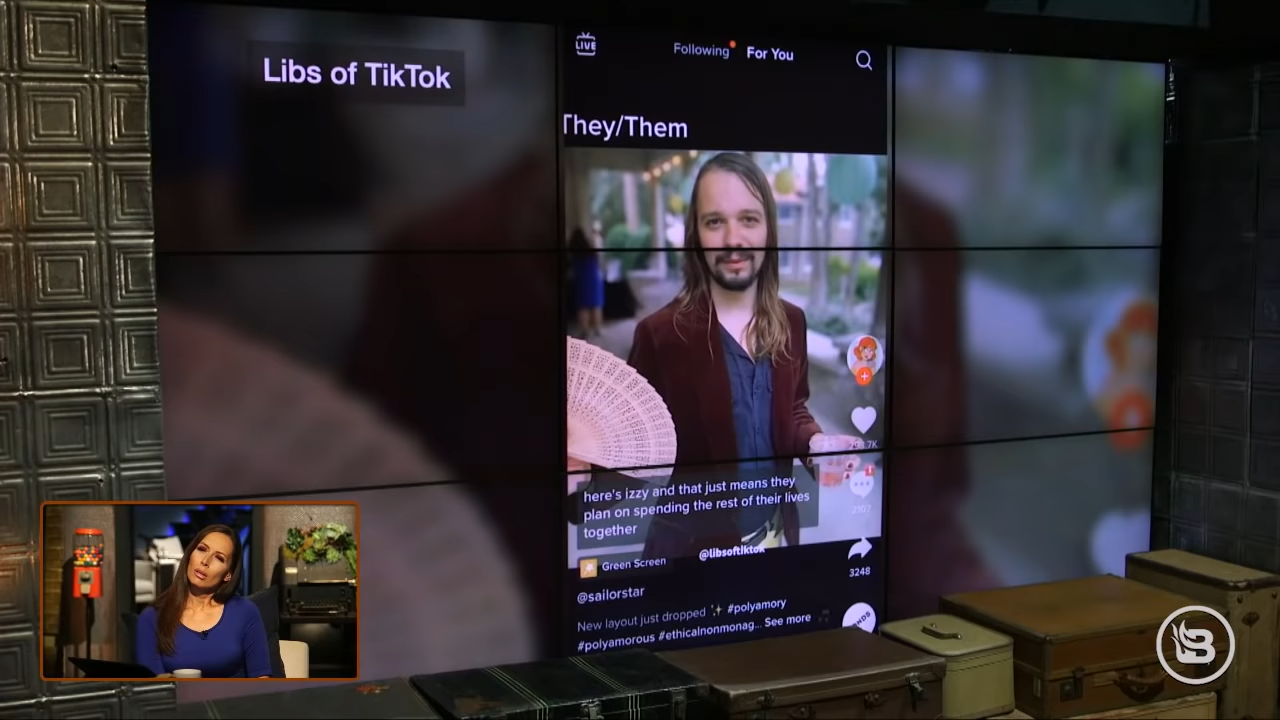 Libs of TikTok
LIVE
Following
For You
They/Them
here's izzy and that just means they
plan on spending the rest of their lives
together
@libsoftiktok
Green Screen
3248
@sailorstar
New layout just dropped ✨ #polyamory
#polyamorous #ethicalnonmonag... See more
B